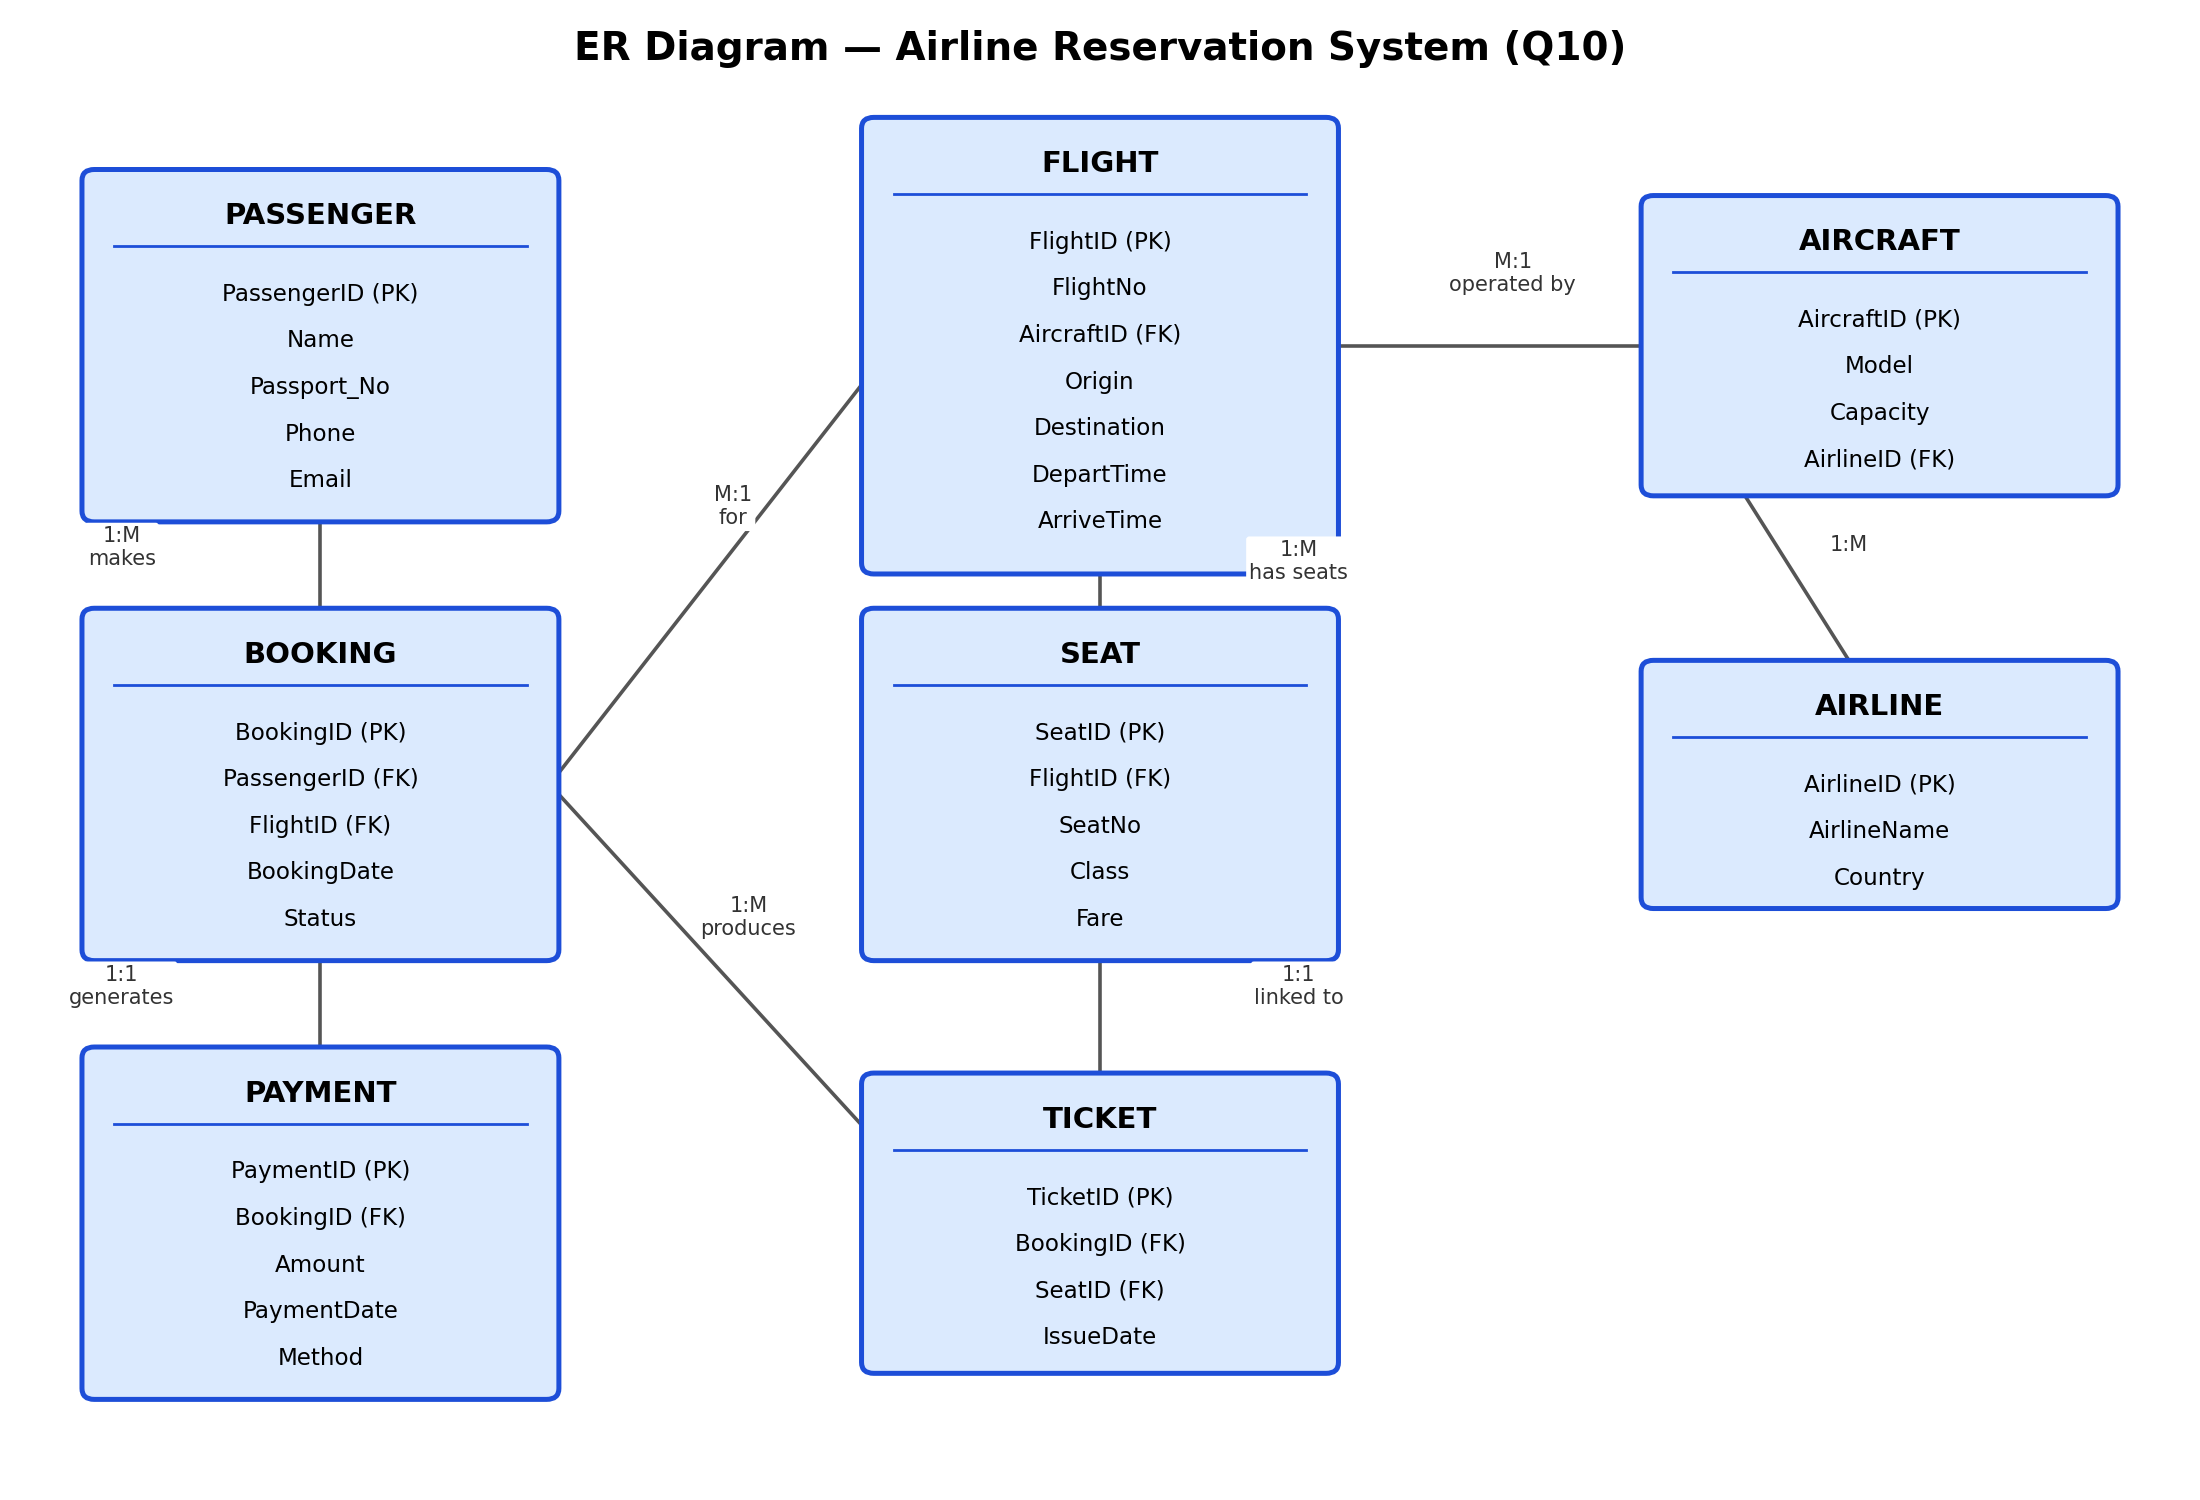 ER Diagram — Airline Reservation System (Q10)
PASSENGER
PassengerID (PK)
Name
Passport_No
Phone
Email
1:M
makes
BOOKING
BookingID (PK)
PassengerID (FK)
FlightID (FK)
BookingDate
Status
1:1
generates
PAYMENT
PaymentID (PK)
BookingID (FK)
Amount
PaymentDate
Method
M:1
for
1:M
produces
FLIGHT
FlightID (PK)
FlightNo
AircraftID (FK)
Origin
Destination
DepartTime
ArriveTime
1:M
has seats
SEAT
SeatID (PK)
FlightID (FK)
SeatNo
Class
Fare
1:1
linked to
TICKET
TicketID (PK)
BookingID (FK)
SeatID (FK)
IssueDate
M:1
operated by
AIRCRAFT
AircraftID (PK)
Model
Capacity
AirlineID (FK)
1:M
AIRLINE
AirlineID (PK)
AirlineName
Country